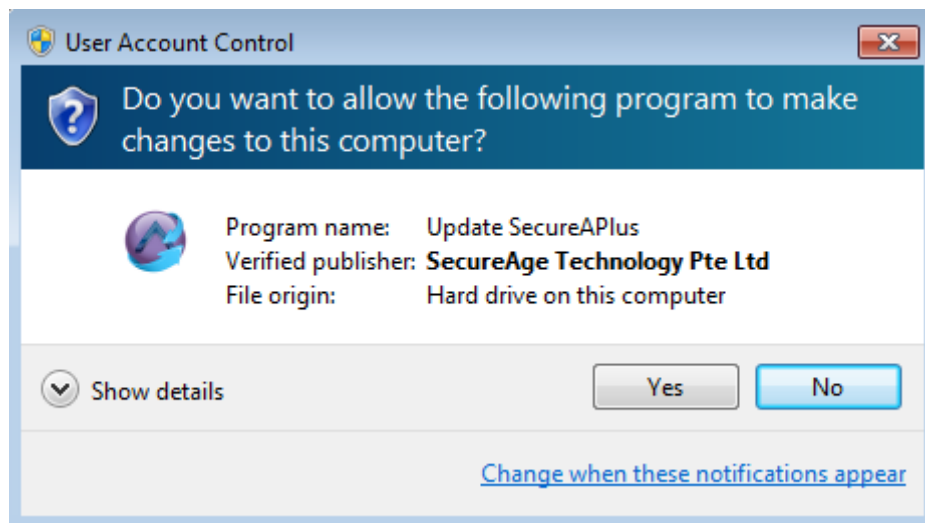 User Account Control
Do you want to allow the following program to make
changes to this computer?
Program name: Update SecureAPlus
Verified publisher: SecureAge Technology Pte Ltd
File origin: Hard drive on this computer
Show details
Yes
No
Change when these notifications appear